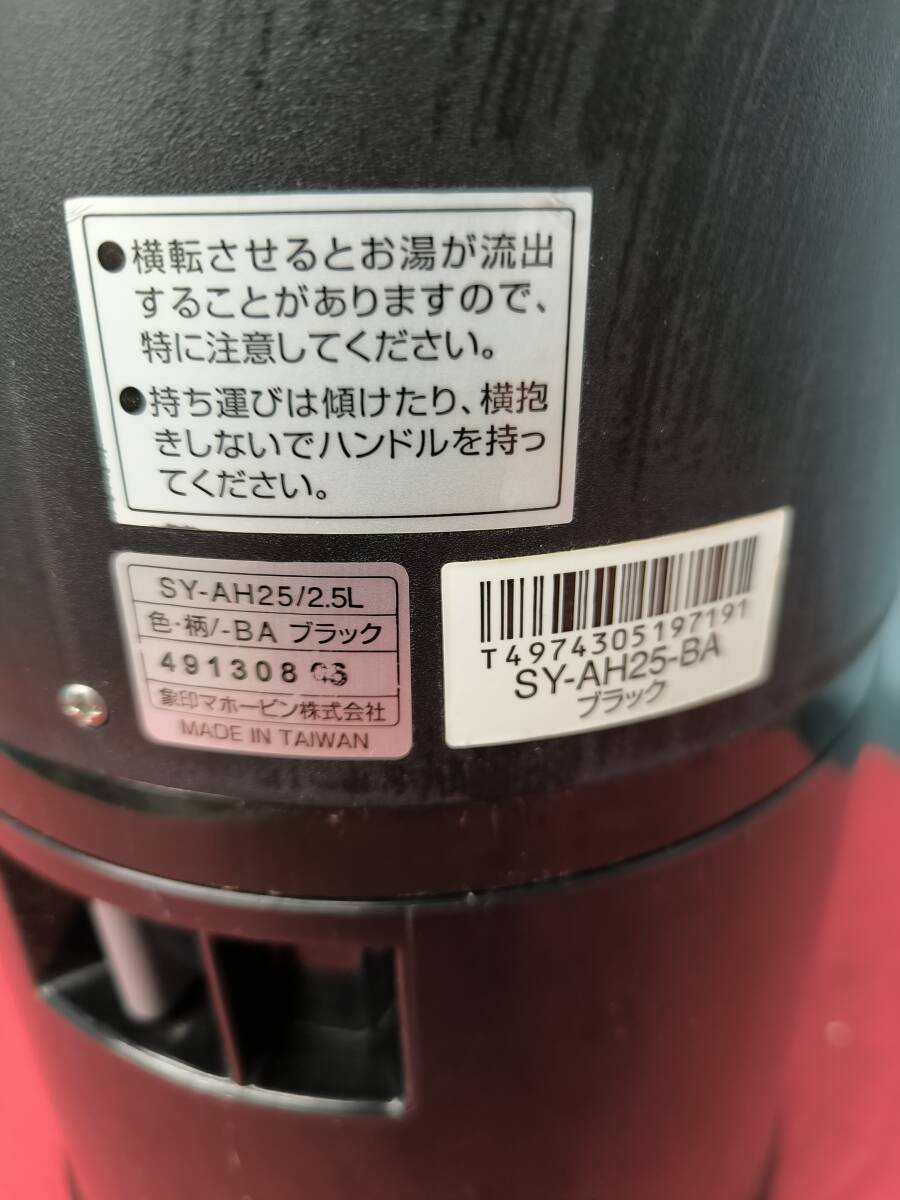 ●横転させるとお湯が流出
することがありますので、
特に注意してください。
●持ち運びは傾けたり、横抱
きしないでハンドルを持っ
てください。
SY-AH25/2.5L
色・柄/-BA ブラック
491308
象印マホービン株式会社
MADE IN TAIWAN
T4974305197191
SY-AH25-BA
ブラック